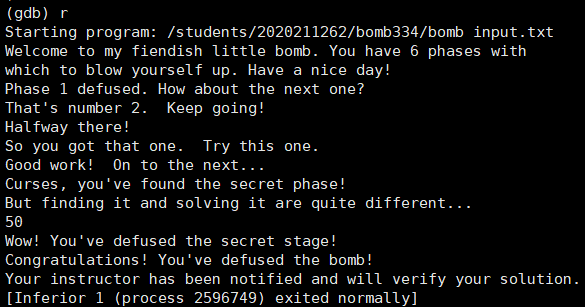 (gdb) r
Starting program: /students/2020211262/bomb334/bomb input.txt
Welcome to my fiendish little bomb. You have 6 phases with
which to blow yourself up. Have a nice day!
Phase 1 defused. How about the next one?
That's number 2.  Keep going!
Halfway there!
So you got that one.  Try this one.
Good work!  On to the next...
Curses, you've found the secret phase!
But finding it and solving it are quite different...
50
Wow! You've defused the secret stage!
Congratulations! You've defused the bomb!
Your instructor has been notified and will verify your solution.
[Inferior 1 (process 2596749) exited normally]